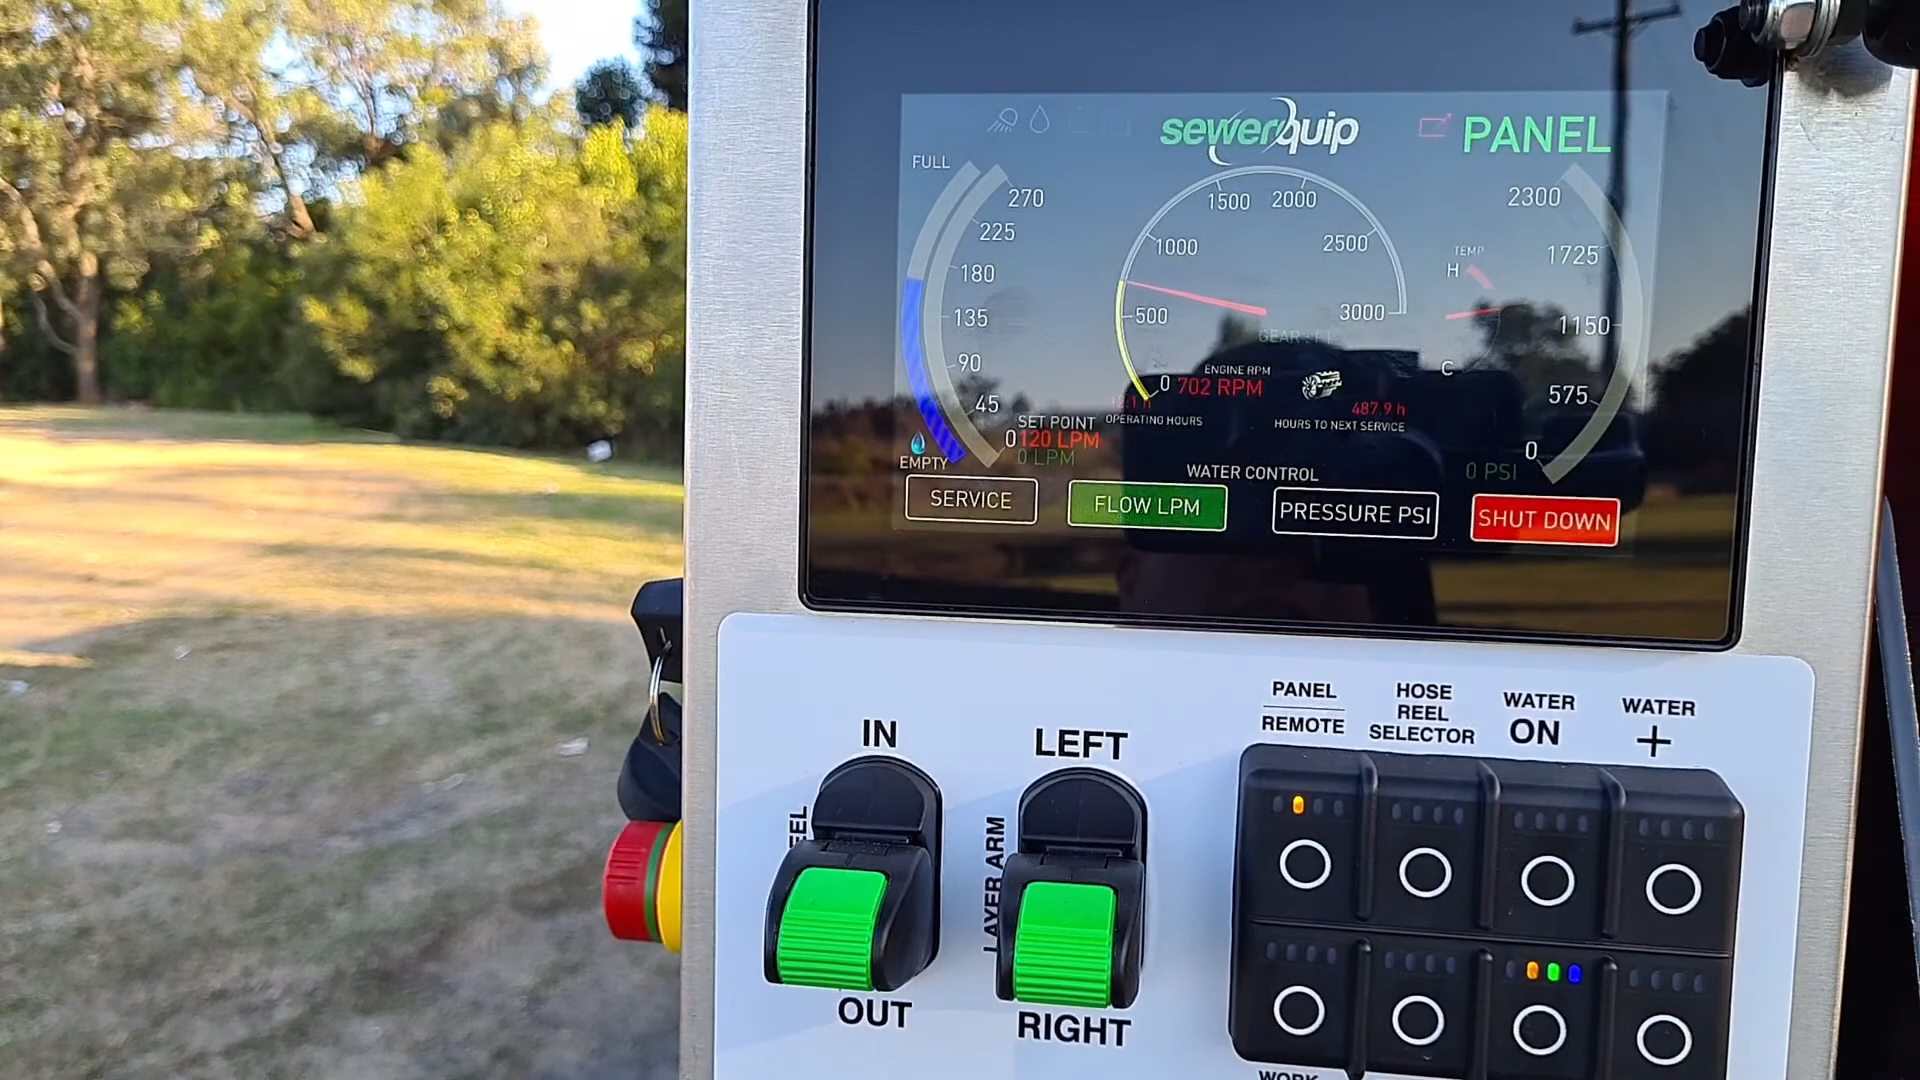 sewerquip
PANEL
FULL
270
225
180
135
90
45
0
EMPTY
SET POINT
120 LPM
0 LPM
0
500
1000
1500
2000
2500
3000
GEAR :
ENGINE RPM
702 RPM
OPERATING HOURS
487.9 h
HOURS TO NEXT SERVICE
TEMP
H
C
2300
1725
1150
575
0
0 PSI
WATER CONTROL
SERVICE
FLOW LPM
PRESSURE PSI
SHUT DOWN
IN
OUT
LEFT
LAYER ARM
RIGHT
PANEL
REMOTE
HOSE
REEL
SELECTOR
WATER
ON
WATER
+